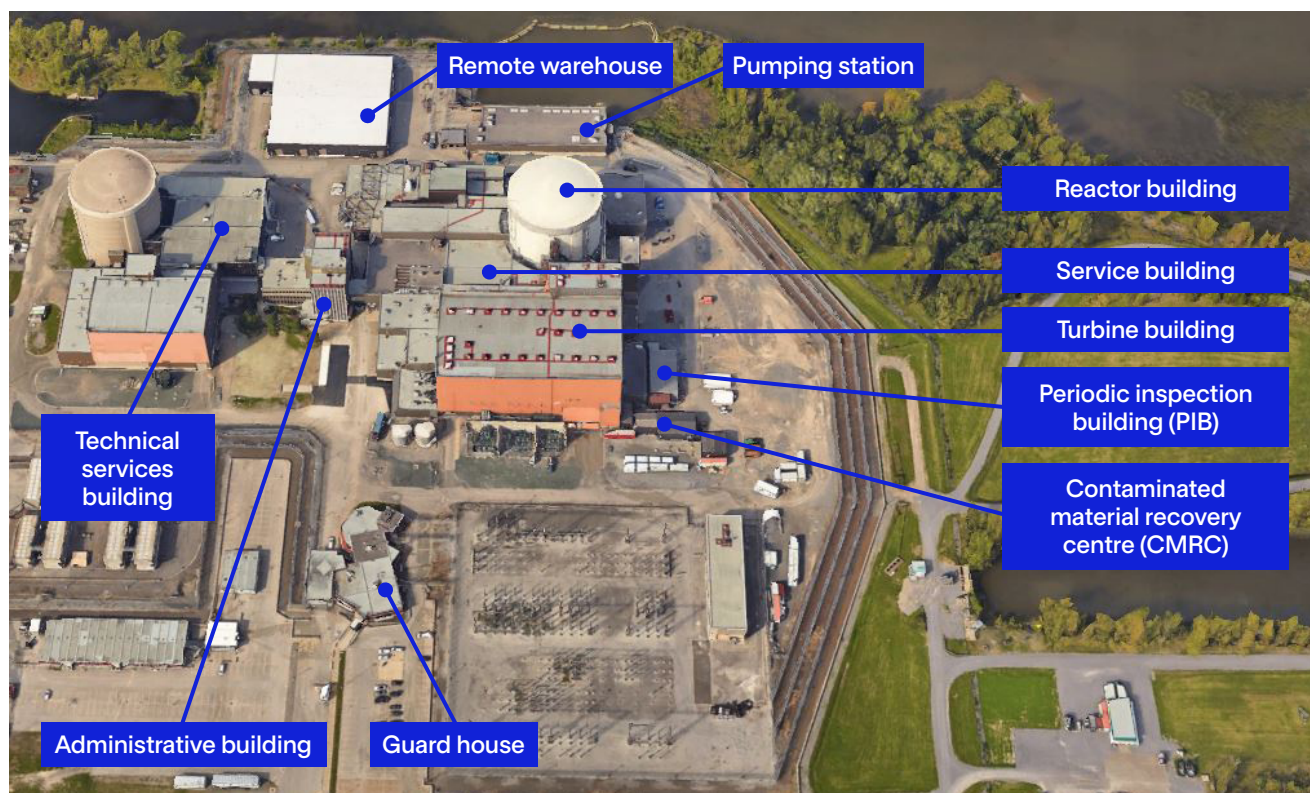 Remote warehouse
Pumping station
Reactor building
Service building
Turbine building
Periodic inspection
building (PIB)
Technical
services
building
Contaminated
material recovery
centre (CMRC)
Administrative building
Guard house